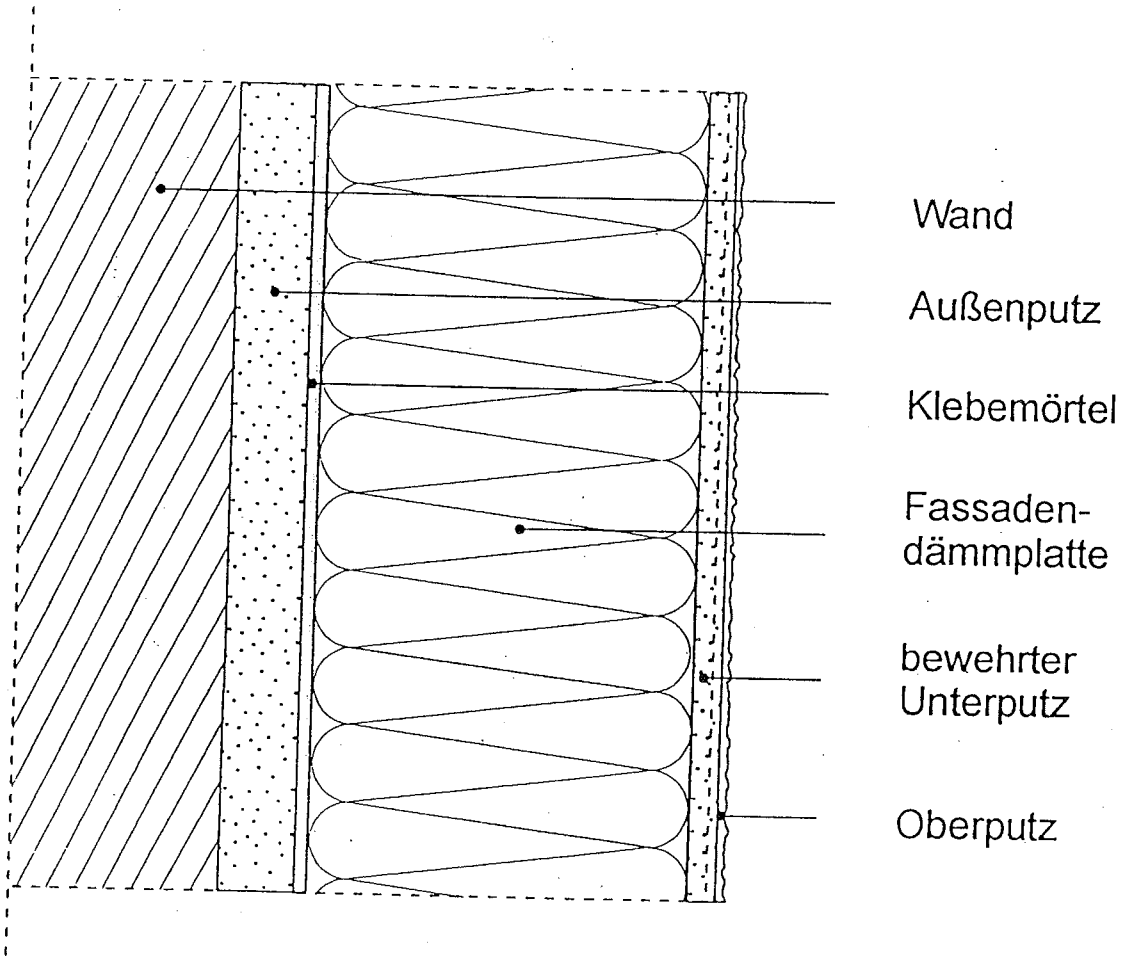 Wand
Außenputz
Klebemörtel
Fassaden-
dämmplatte
bewehrter
Unterputz
Oberputz